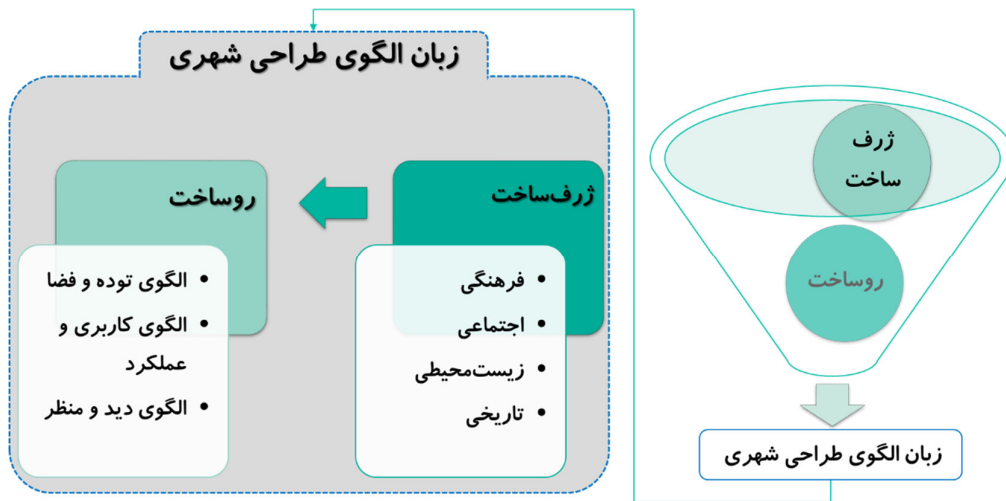 زبان الگوی طراحی شهری
ژرف‌ساخت
فرهنگی
اجتماعی
زیست‌محیطی
تاریخی
روساخت
الگوی توده و فضا
الگوی کاربری و
عملکرد
الگوی دید و منظر
ژرف
ساخت
روساخت
زبان الگوی طراحی شهری